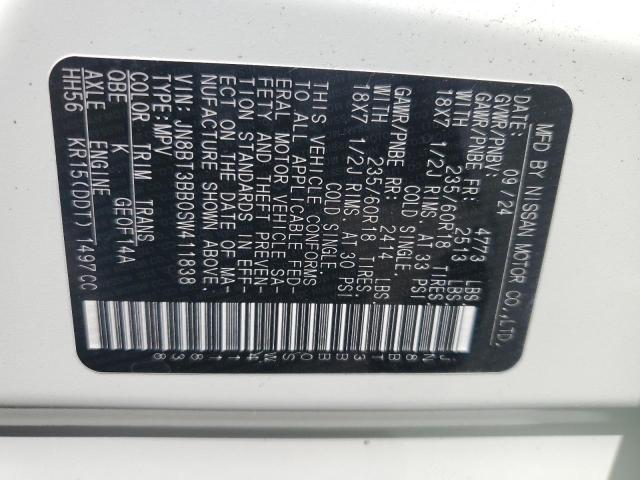 MFD BY NISSAN MOTOR CO.,LTD.
09/24
GVWR/PNBV: 4773 LBS.
GAWR/PNBE FR: 2513 LBS.
WITH 235/60R18 TIRES,
18X7 1/2J RIMS AT 33 PSI
COLD SINGLE.
GAWR/PNBE RR: 2414 LBS.
WITH 235/60R18 TIRES,
18X7 1/2J RIMS AT 30 PSI
COLD SINGLE.
THIS VEHICLE CONFORMS
TO ALL APPLICABLE FED-
ERAL MOTOR VEHICLE SA-
FETY AND THEFT PREVEN-
TION STANDARDS IN EFF-
ECT ON THE DATE OF MA-
NUFACTURE SHOWN ABOVE.
VIN:JN8BT3BB0SW411838
TYPE:MPV
COLOR TRIM TRANS
QBE K GE0F14A
AXLE ENGINE
HH56 KR15(DDT)1497CC
JN8BT3BB0SW411838